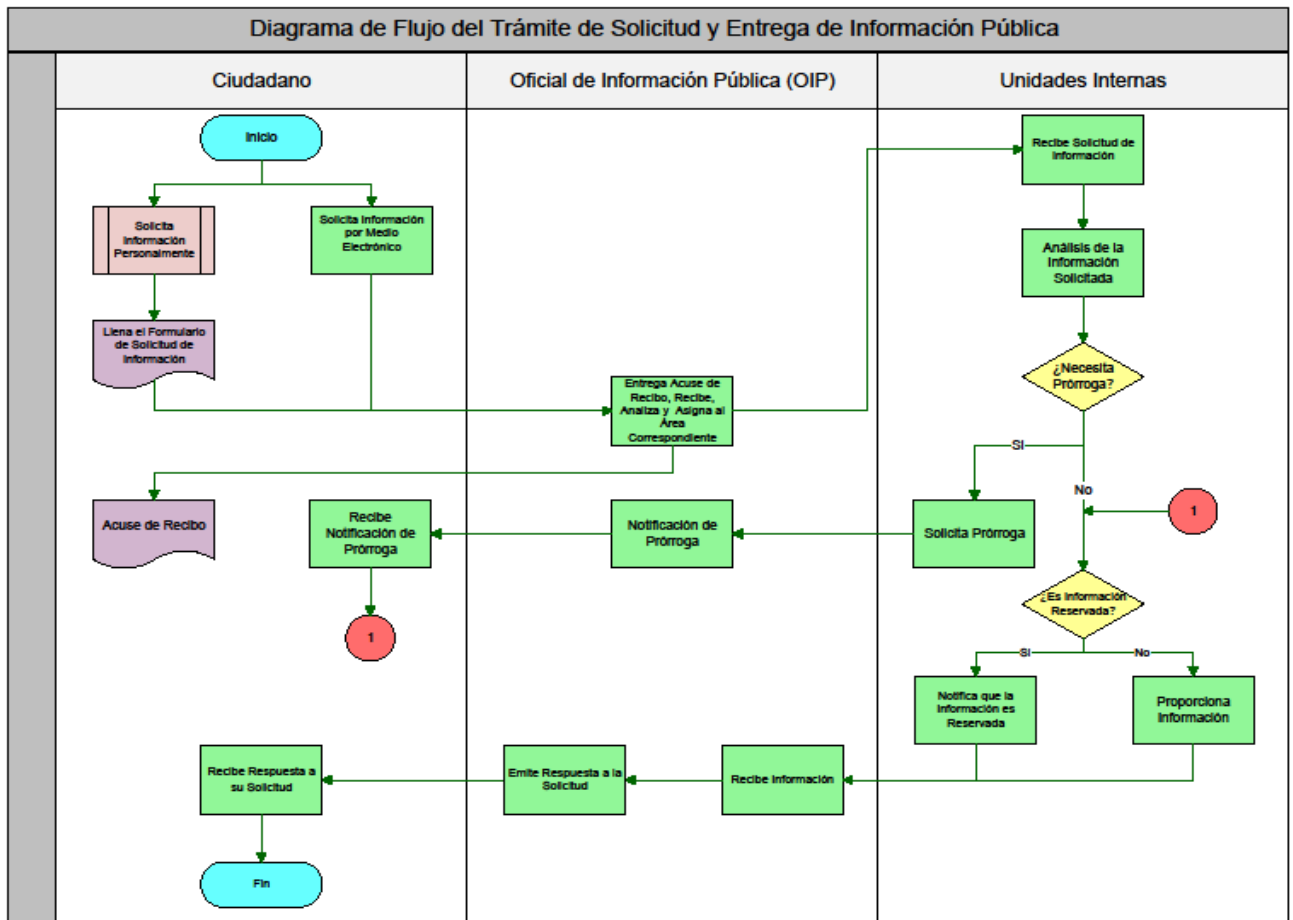 Diagrama de Flujo del Trámite de Solicitud y Entrega de Información Pública
Ciudadano
Oficial de Información Pública (OIP)
Unidades Internas
Inicio
Recibe Solicitud de
Información
Solicita
Información
Personalmente
Solicita Información
por Medio
Electrónico
Análisis de la
Información
Solicitada
Llena el Formulario
de Solicitud de
Información
¿Necesita
Prórroga?
Entrega Acuse de
Recibo, Recibe,
Analiza y Asigna al
Área
Correspondiente
SI
No
Acuse de Recibo
Recibe
Notificación de
Prórroga
Notificación de
Prórroga
Solicita Prórroga
1
¿Es Información
Reservada?
1
SI
No
Notifica que la
Información es
Reservada
Proporciona
Información
Recibe Respuesta a
su Solicitud
Emite Respuesta a la
Solicitud
Recibe Información
Fin